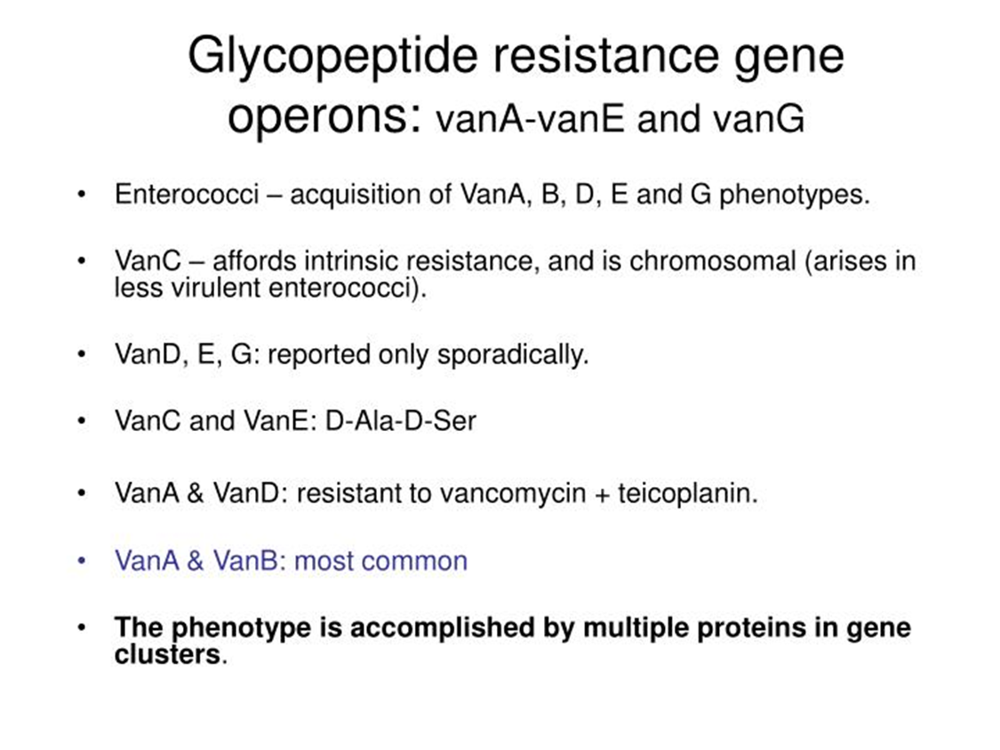 Glycopeptide resistance gene
operons: vanA-vanE and vanG
• Enterococci – acquisition of VanA, B, D, E and G phenotypes.
• VanC – affords intrinsic resistance, and is chromosomal (arises in
less virulent enterococci).
• VanD, E, G: reported only sporadically.
• VanC and VanE: D-Ala-D-Ser
• VanA & VanD: resistant to vancomycin + teicoplanin.
• VanA & VanB: most common
• The phenotype is accomplished by multiple proteins in gene
clusters.